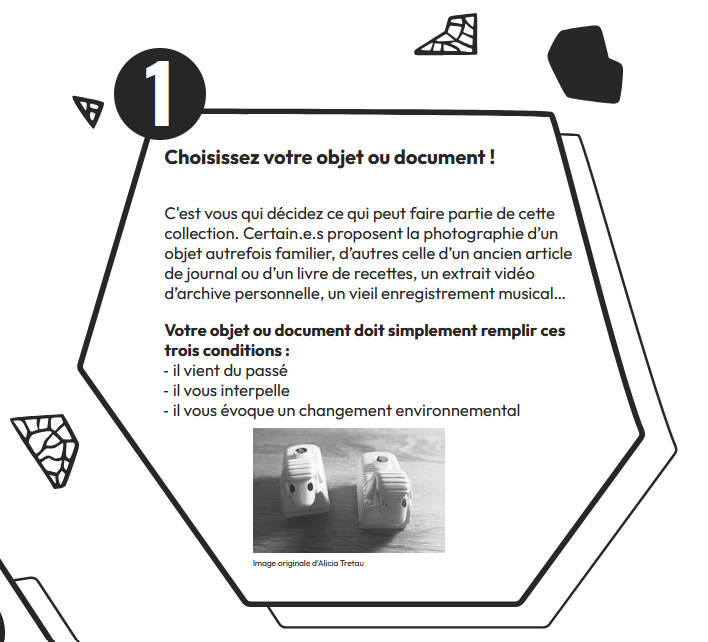 1
Choisissez votre objet ou document !
C'est vous qui décidez ce qui peut faire partie de cette
collection. Certain.e.s proposent la photographie d'un
objet autrefois familier, d'autres celle d'un ancien article
de journal ou d'un livre de recettes, un extrait vidéo
d'archive personnelle, un vieil enregistrement musical...
Votre objet ou document doit simplement remplir ces
trois conditions :
- il vient du passé
- il vous interpelle
- il vous évoque un changement environnemental
Image originale d'Alicia Tretau